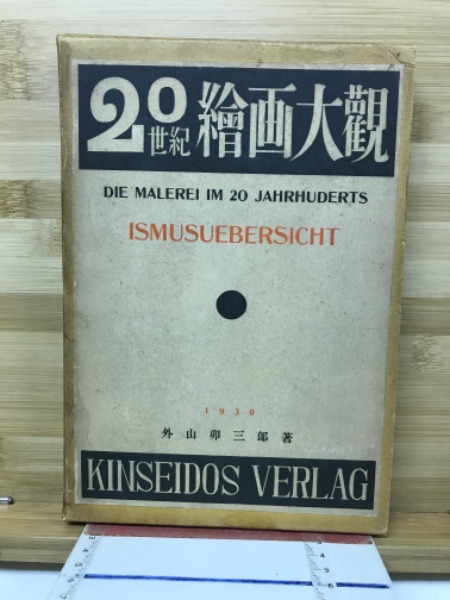 20世紀繪画大觀
DIE MALEREI IM 20 JAHRHUDERTS
ISMUSUEBERSICHT
1930
外山卯三郎著
KINSEIDOS VERLAG